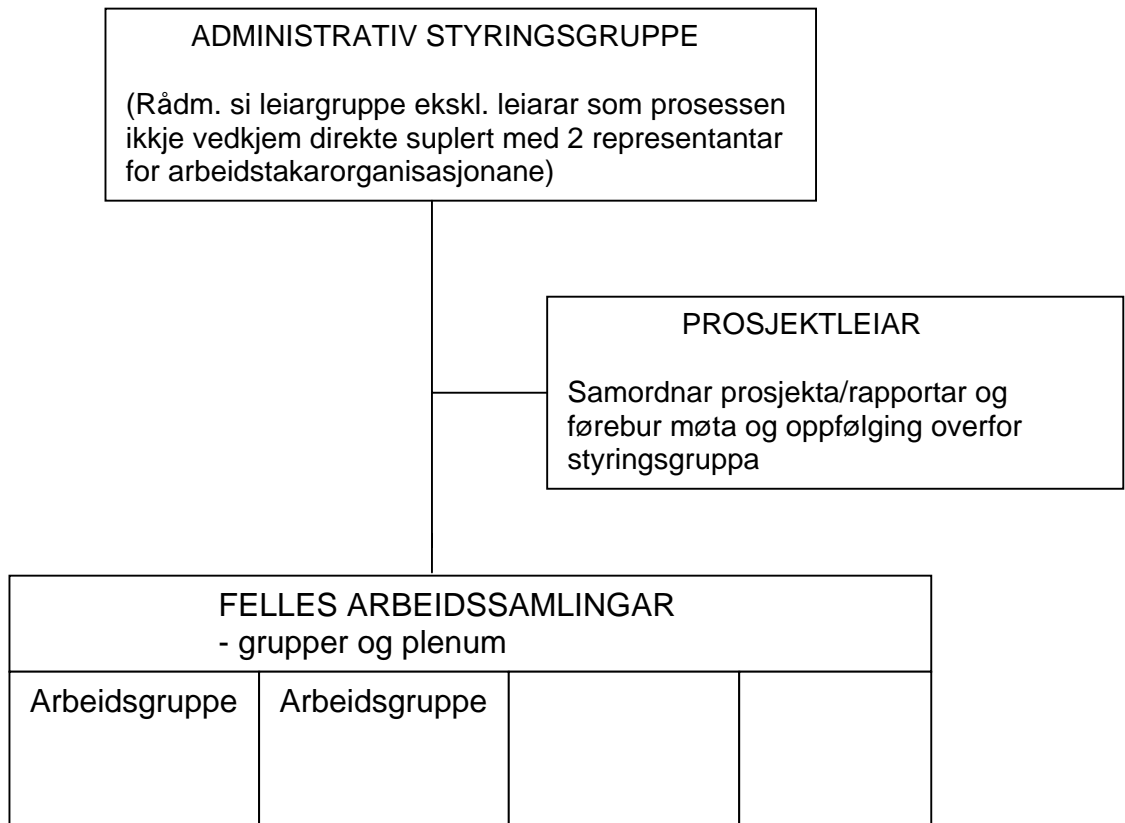 ADMINISTRATIV STYRINGSGRUPPE
(Rådm. si leiargruppe ekskl. leiarar som prosessen
ikkje vedkjem direkte suplert med 2 representantar
for arbeidstakarorganisasjonane)
PROSJEKTLEIAR
Samordnar prosjekta/rapportar og
førebur møta og oppfølging overfor
styringsgruppa
FELLES ARBEIDSSAMLINGAR
- grupper og plenum
Arbeidsgruppe
Arbeidsgruppe